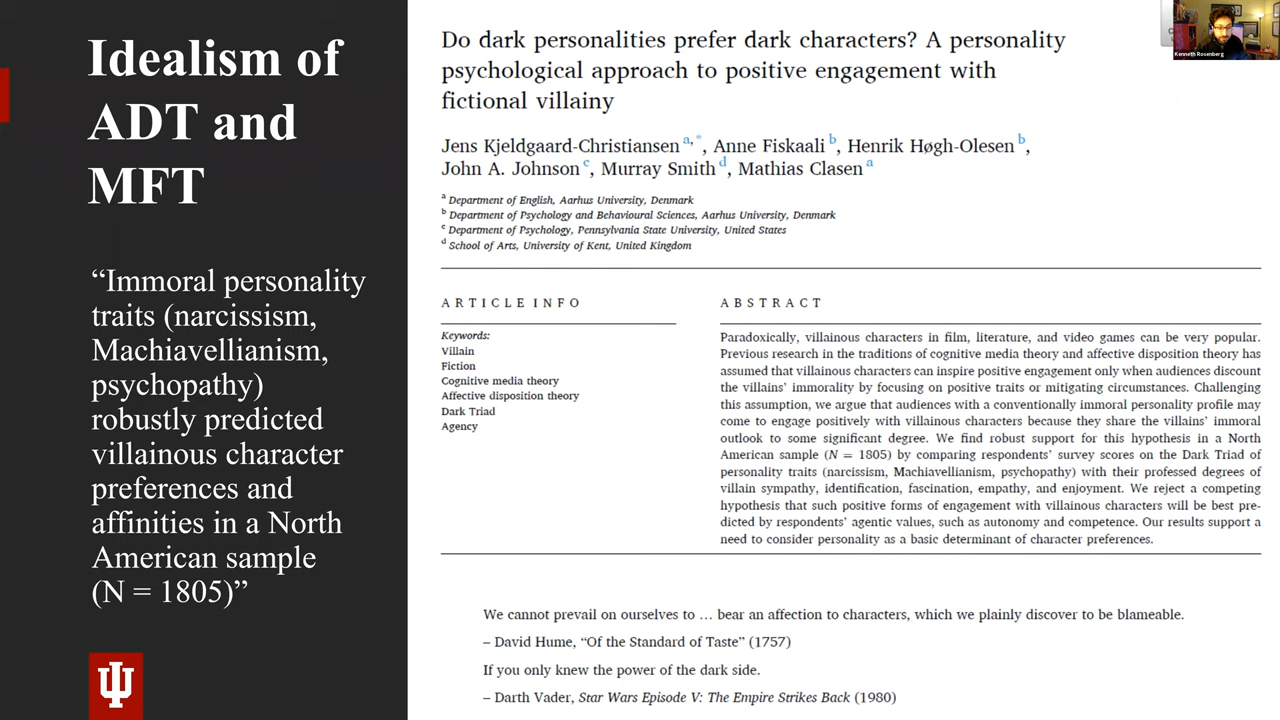 Idealism of
ADT and
MFT
“Immoral personality
traits (narcissism,
Machiavellianism,
psychopathy)
robustly predicted
villainous character
preferences and
affinities in a North
American sample
(N = 1805)”
Do dark personalities prefer dark characters? A personality
psychological approach to positive engagement with
fictional villainy
Jens Kjeldgaard-Christiansen a,*, Anne Fiskaali b, Henrik Høgh-Olesen b,
John A. Johnson c, Murray Smith d, Mathias Clasen a
a Department of English, Aarhus University, Denmark
b Department of Psychology and Behavioural Sciences, Aarhus University, Denmark
c Department of Psychology, Pennsylvania State University, United States
d School of Arts, University of Kent, United Kingdom
ARTICLE INFO
Keywords:
Villain
Fiction
Cognitive media theory
Affective disposition theory
Dark Triad
Agency
ABSTRACT
Paradoxically, villainous characters in film, literature, and video games can be very popular.
Previous research in the traditions of cognitive media theory and affective disposition theory has
assumed that villainous characters can inspire positive engagement only when audiences discount
the villains’ immorality by focusing on positive traits or mitigating circumstances. Challenging
this assumption, we argue that audiences with a conventionally immoral personality profile may
come to engage positively with villainous characters because they share the villains’ immoral
outlook to some significant degree. We find robust support for this hypothesis in a North
American sample (N = 1805) by comparing respondents’ survey scores on the Dark Triad of
personality traits (narcissism, Machiavellianism, psychopathy) with their professed degrees of
villain sympathy, identification, fascination, empathy, and enjoyment. We reject a competing
hypothesis that such positive forms of engagement with villainous characters will be best pre-
dicted by respondents’ agentic values, such as autonomy and competence. Our results support a
need to consider personality as a basic determinant of character preferences.
We cannot prevail on ourselves to … bear an affection to characters, which we plainly discover to be blameable.
– David Hume, “Of the Standard of Taste” (1757)
If you only knew the power of the dark side.
– Darth Vader, Star Wars Episode V: The Empire Strikes Back (1980)
Kenneth Rosenberg